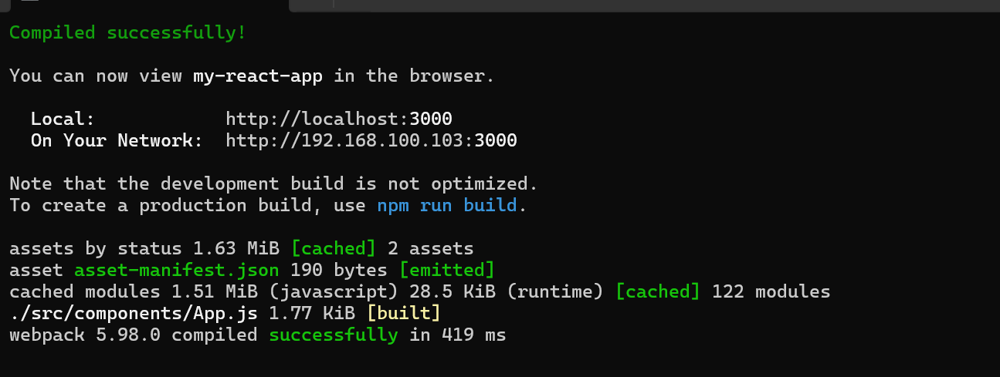 Compiled successfully!
You can now view my-react-app in the browser.
Local: http://localhost:3000
On Your Network: http://192.168.100.103:3000
Note that the development build is not optimized.
To create a production build, use npm run build.
assets by status 1.63 MiB [cached] 2 assets
asset asset-manifest.json 190 bytes [emitted]
cached modules 1.51 MiB (javascript) 28.5 KiB (runtime) [cached] 122 modules
./src/components/App.js 1.77 KiB [built]
webpack 5.98.0 compiled successfully in 419 ms